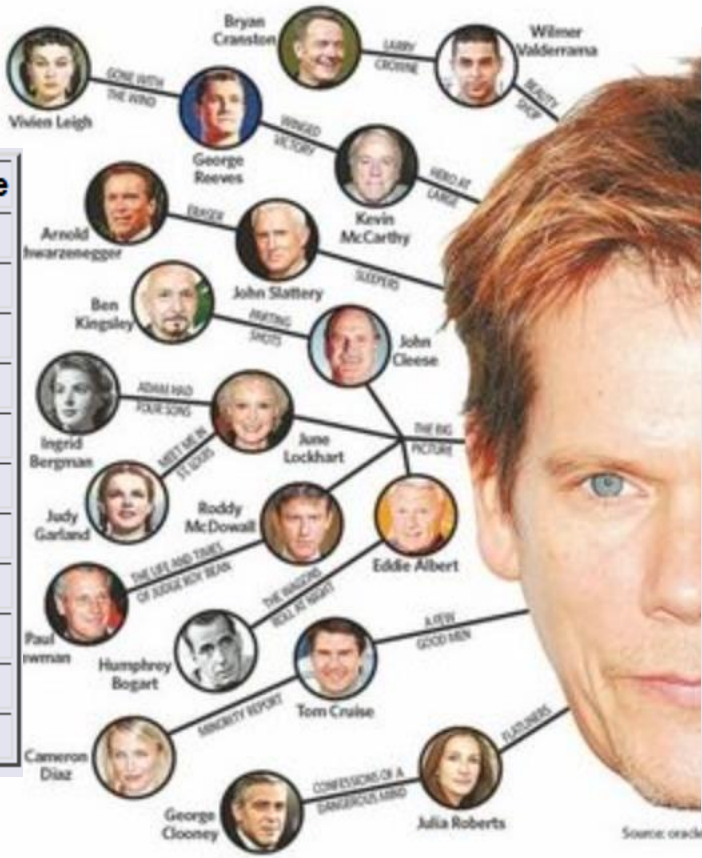 Bryan
Cranston
LARRY
CROWNE
Wilmer
Valderrama
BEAUTY
SHOP
Vivien Leigh
GONE WITH
THE WIND
George
Reeves
WINGED
VICTORY
Kevin
McCarthy
HERO AT
LARGE
e
Arnold
hwarzenegger
ERASER
John Slattery
SLEEPERS
Ben
Kingsley
PARTING
SHOTS
John
Cleese
Ingrid
Bergman
ADAM HAD
FOUR SONS
June
Lockhart
THE BIG
PICTURE
Judy
Garland
MEET ME IN
ST. LOUIS
Roddy
McDowall
Eddie Albert
Paul
wman
THE LIFE AND TIMES
OF JUDGE ROY BEAN
Humphrey
Bogart
THE WAGONS
ROLL AT NIGHT
Tom Cruise
A FEW
GOOD MEN
Cameron
Diaz
MINORITY REPORT
George
Clooney
CONFESSIONS OF A
DANGEROUS MIND
Julia Roberts
FLATLINERS
Source: oracle